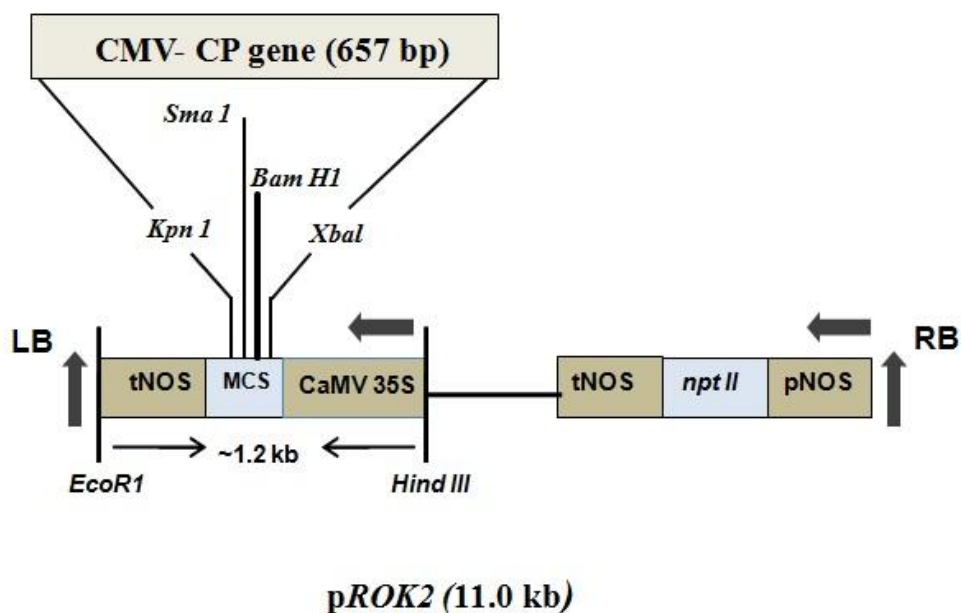 CMV- CP gene (657 bp)
Sma 1
Bam H1
Kpn 1
Xbal
LB
RB
tNOS
MCS
CaMV 35S
tNOS
npt II
pNOS
~1.2 kb
EcoR1
Hind III
pROK2 (11.0 kb)